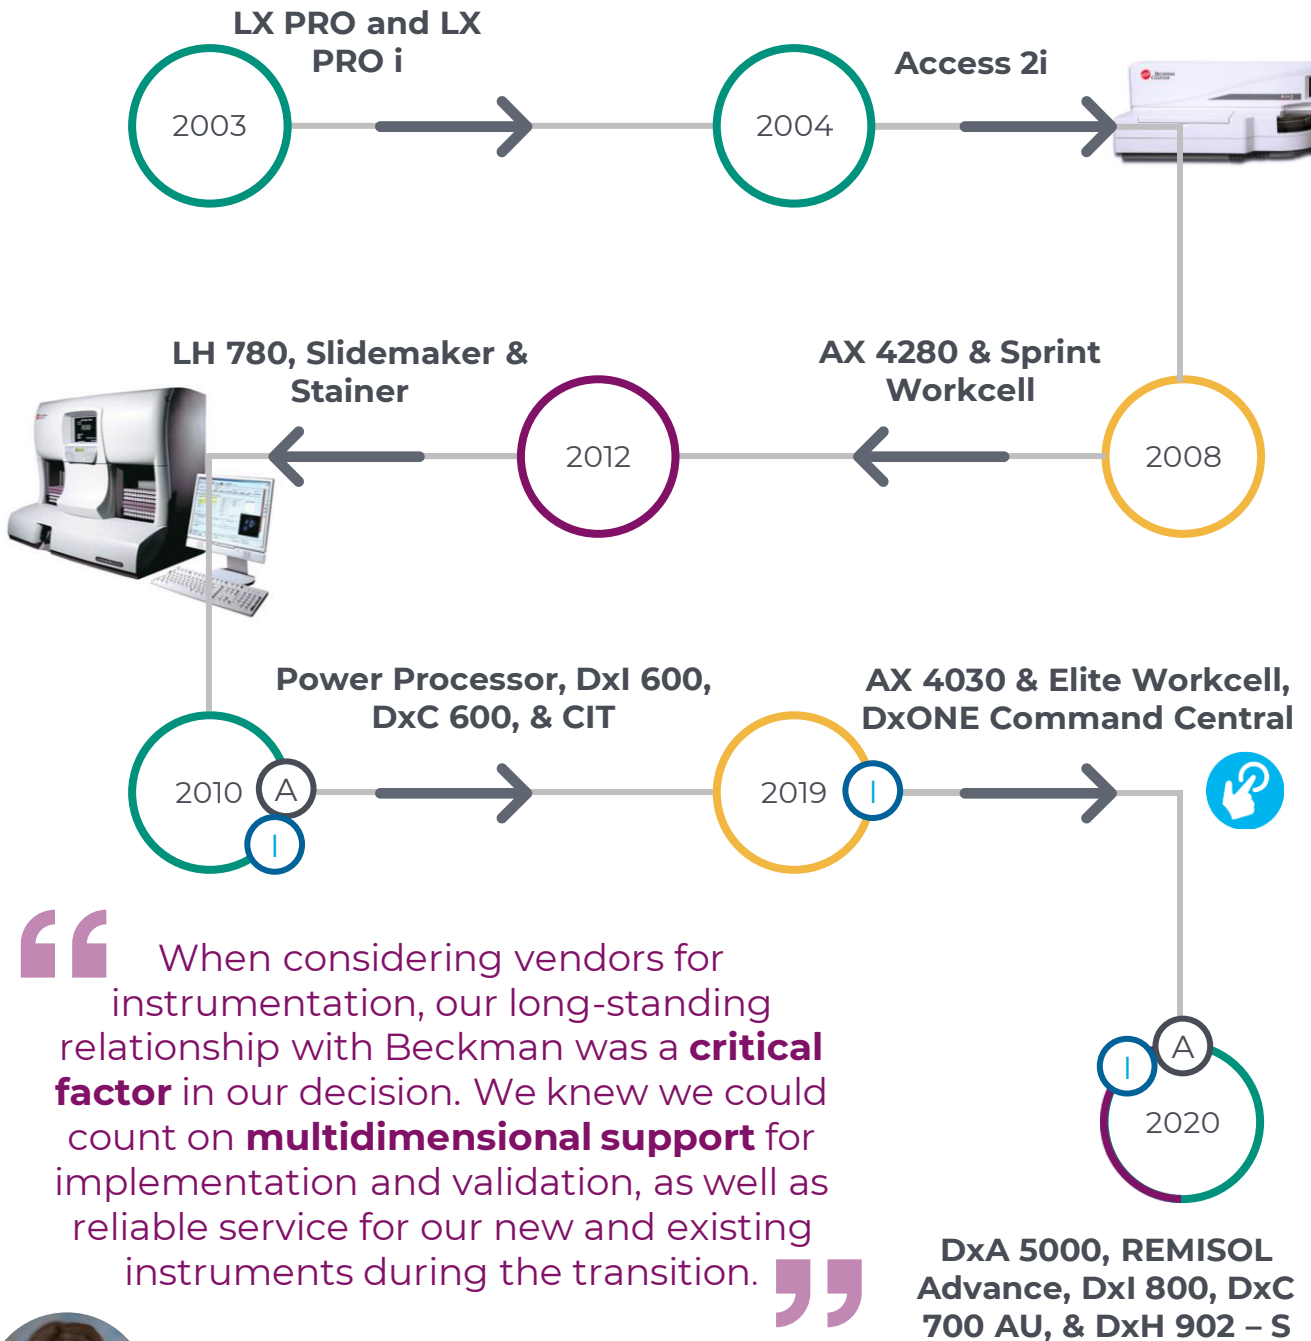 LX PRO and LX
PRO i
2003
Access 2i
2004
BECKMAN
COULTER
AX 4280 & Sprint
Workcell
2008
LH 780, Slidemaker &
Stainer
2012
Power Processor, DxI 600,
DxC 600, & CIT
2010
A
I
AX 4030 & Elite Workcell,
DxONE Command Central
2019
I
I
A
2020
DxA 5000, REMISOL
Advance, DxI 800, DxC
700 AU, & DxH 902 – S
“
When considering vendors for
instrumentation, our long-standing
relationship with Beckman was a critical
factor in our decision. We knew we could
count on multidimensional support for
implementation and validation, as well as
reliable service for our new and existing
instruments during the transition.
”